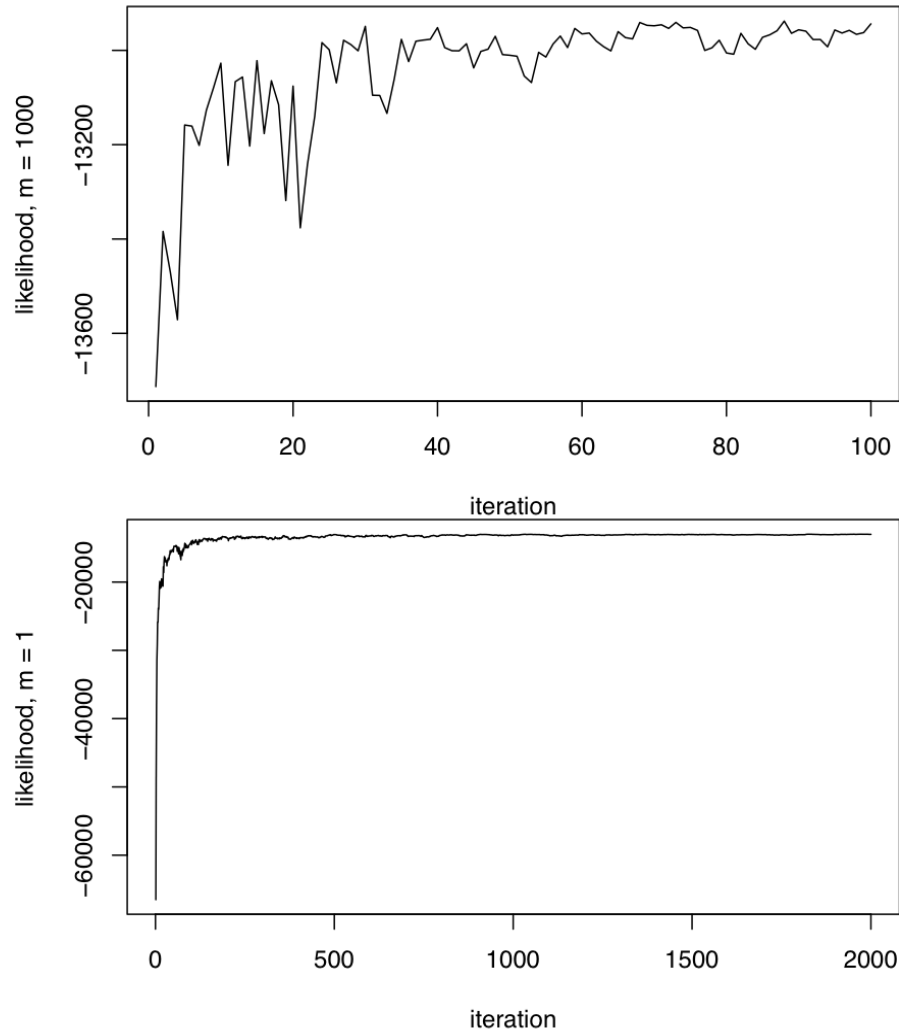 likelihood, m = 1000
−13200
−13600
0 20 40 60 80 100
iteration
likelihood, m = 1
−20000
−40000
−60000
0 500 1000 1500 2000
iteration